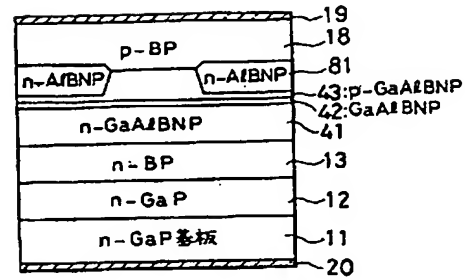 19
p-BP
18
n-AlBNP
n-AlBNP
81
43:p-GaAlBNP
42:GaAlBNP
n-GaAlBNP
41
n-BP
13
n-GaP
12
n-GaP基板
11
20